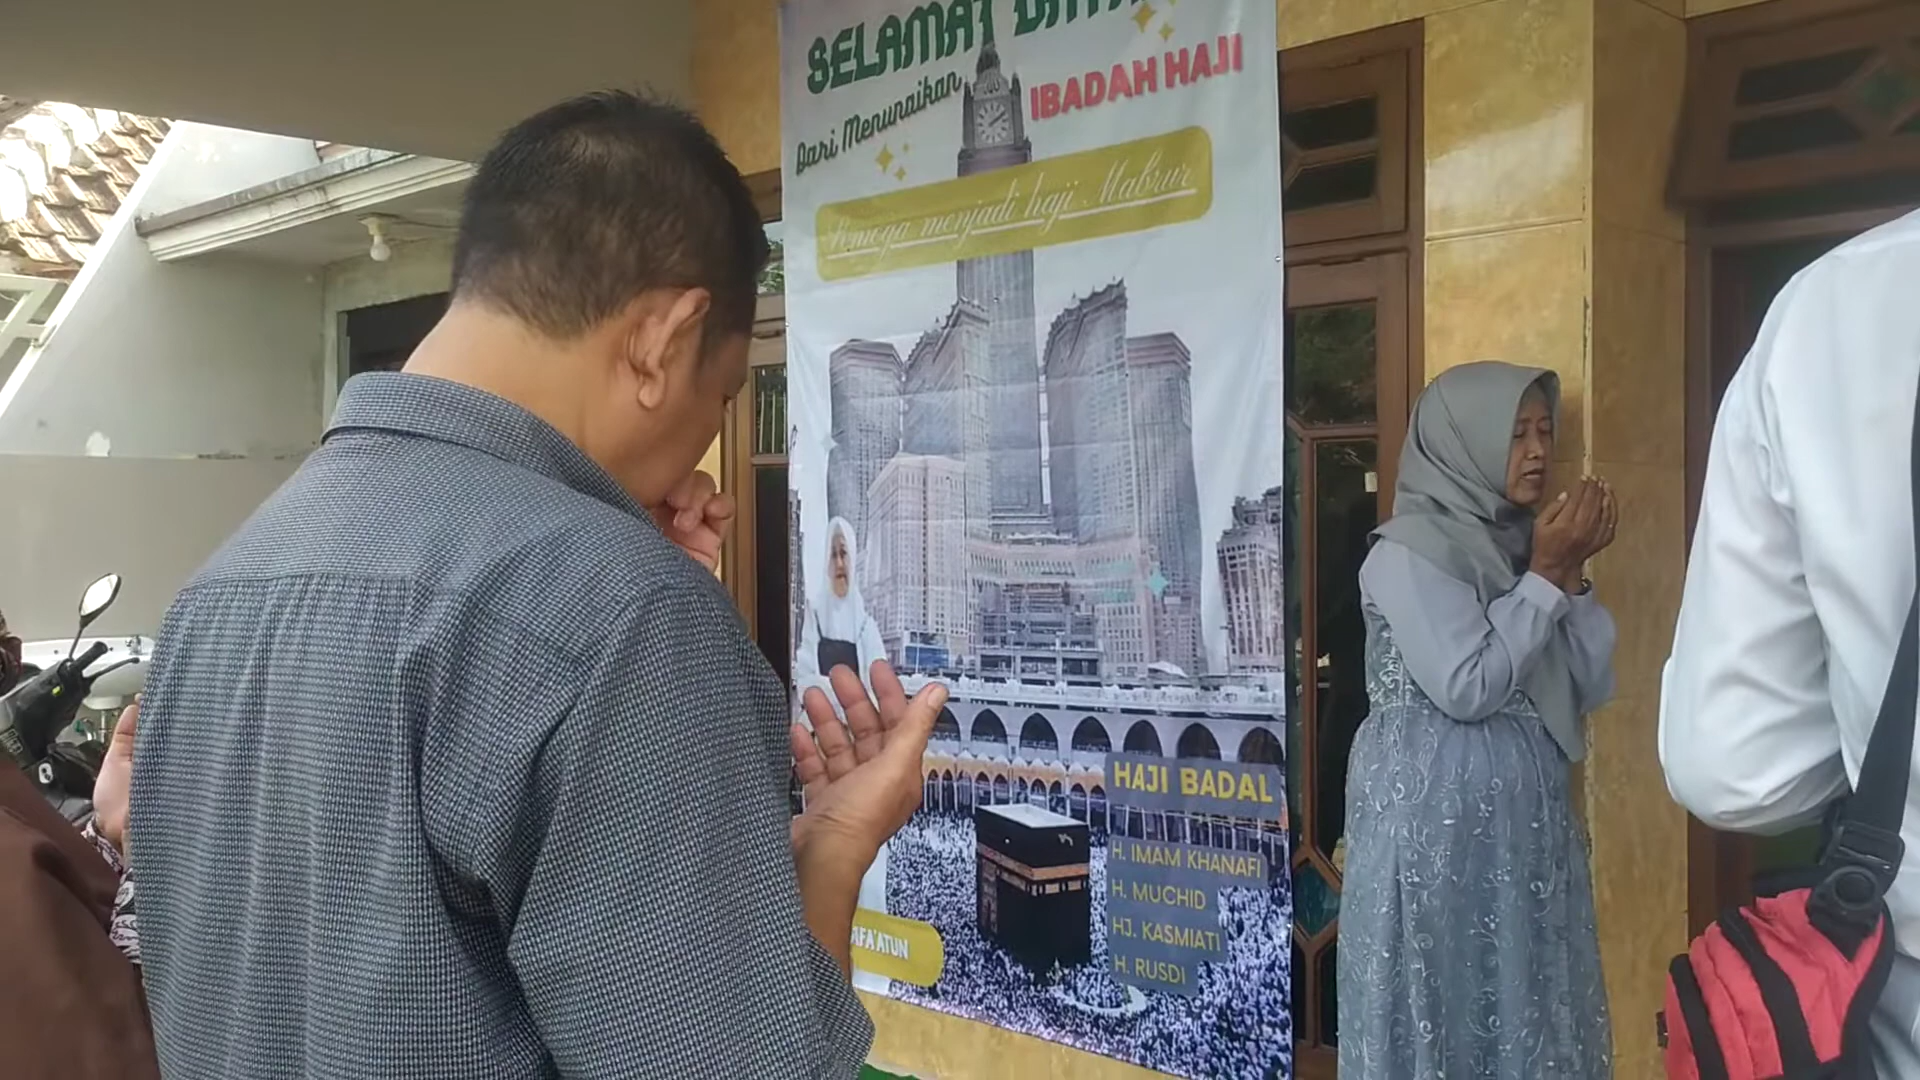 SELAMAT
Dari Menunaikan
IBADAH HAJI
Semoga menjadi haji Mabrur
HAJI BADAL
H. IMAM KHANAFI
H. MUCHID
HJ. KASMIATI
H. RUSDI
AFA'ATUN